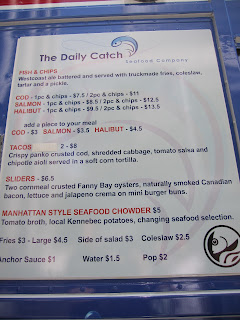 The Daily Catch
Seafood Company
FISH & CHIPS
Westcoast ale battered and served with truckmade fries, coleslaw,
tartar and a pickle.
COD - 1pc & chips - $7.5 / 2pc & chips - $11
SALMON - 1pc & chips - $8.5 / 2pc & chips - $12.5
HALIBUT - 1pc & chips - $9.5 / 2pc & chips - $13.5
add a piece to your meal
COD - $3 SALMON - $3.5 HALIBUT - $4.5
TACOS 2 - $8
Crispy panko crusted cod, shredded cabbage, tomato salsa and
chipotle aioli served in a soft corn tortilla.
SLIDERS - $6.5
Two cornmeal crusted Fanny Bay oysters, naturally smoked Canadian
bacon, lettuce and jalapeno crema on mini burger buns.
MANHATTAN STYLE SEAFOOD CHOWDER $5
Tomato broth, local Kennebec potatoes, changing seafood selection.
Fries $3 - Large $4.5 Side of salad $3 Coleslaw $2.5
Anchor Sauce $1 Water $1.5 Pop $2